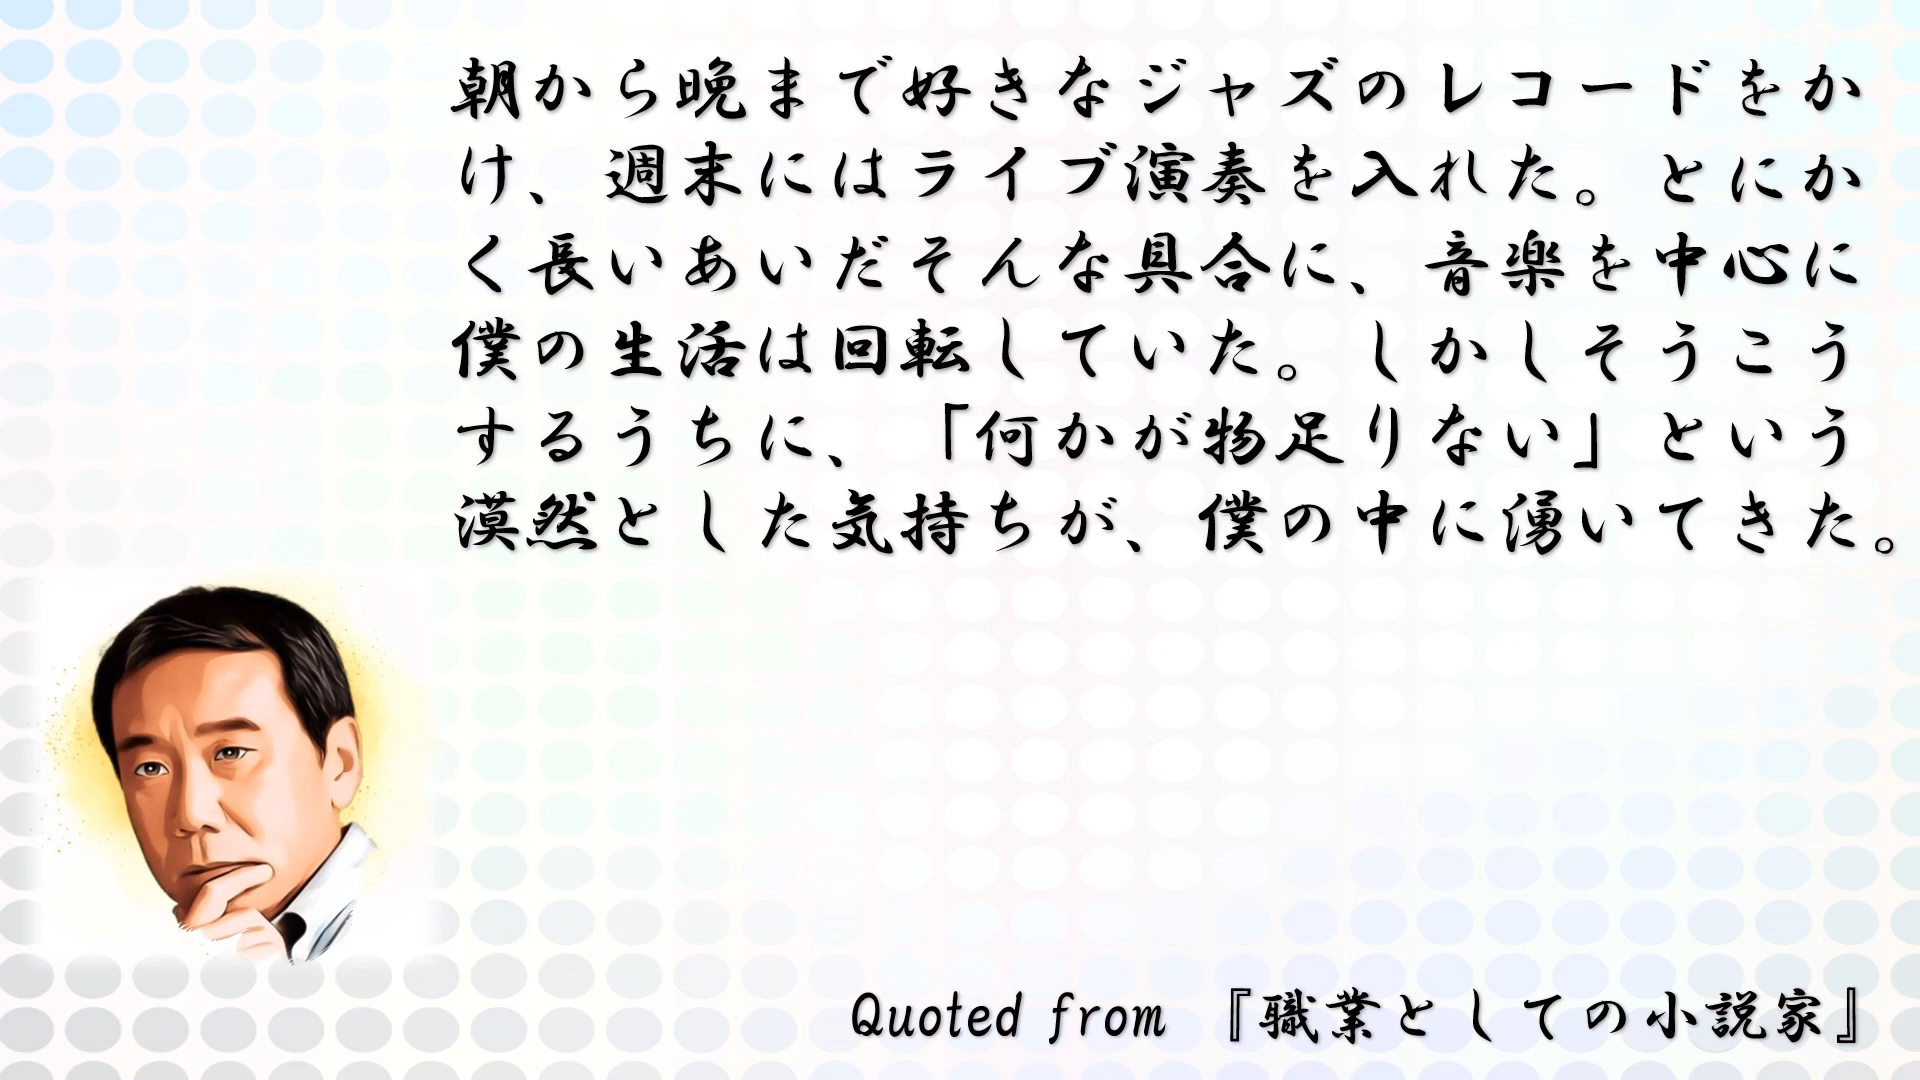 朝から晩まで好きなジャズのレコードをか
け、週末にはライブ演奏を入れた。とにか
く長いあいだそんな具合に、音楽を中心に
僕の生活は回転していた。しかしそうこう
するうちに、「何かが物足りない」という
漠然とした気持ちが、僕の中に湧いてきた。
Quoted from 『職業としての小説家』